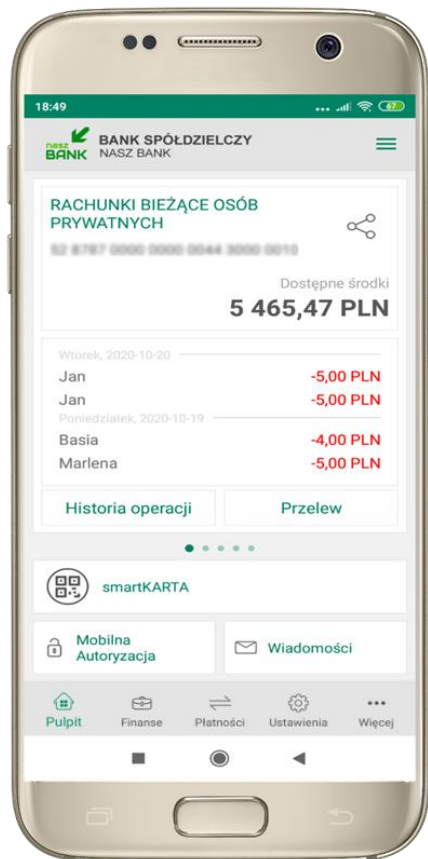 18:49
67
nasz
BANK
BANK SPÓŁDZIELCZY
NASZ BANK
RACHUNKI BIEŻĄCE OSÓB
PRYWATNYCH
Dostępne środki
5 465,47 PLN
Wtorek, 2020-10-20
Jan -5,00 PLN
Jan -5,00 PLN
Poniedziałek, 2020-10-19
Basia -4,00 PLN
Marlena -5,00 PLN
Historia operacji Przelew
smartKARTA
Mobilna
Autoryzacja
Wiadomości
Pulpit Finanse Płatności Ustawienia Więcej